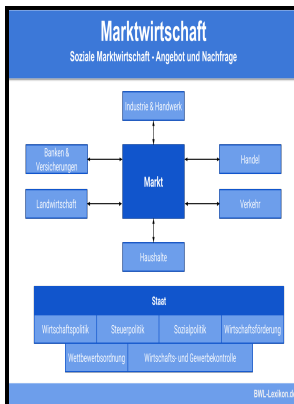 Marktwirtschaft
Soziale Marktwirtschaft - Angebot und Nachfrage
Industrie & Handwerk
Banken &
Versicherungen
Handel
Markt
Landwirtschaft
Verkehr
Haushalte
Staat
Wirtschaftspolitik
Steuerpolitik
Sozialpolitik
Wirtschaftsförderung
Wettbewerbsordnung
Wirtschafts- und Gewerbekontrolle
BWL-Lexikon.de